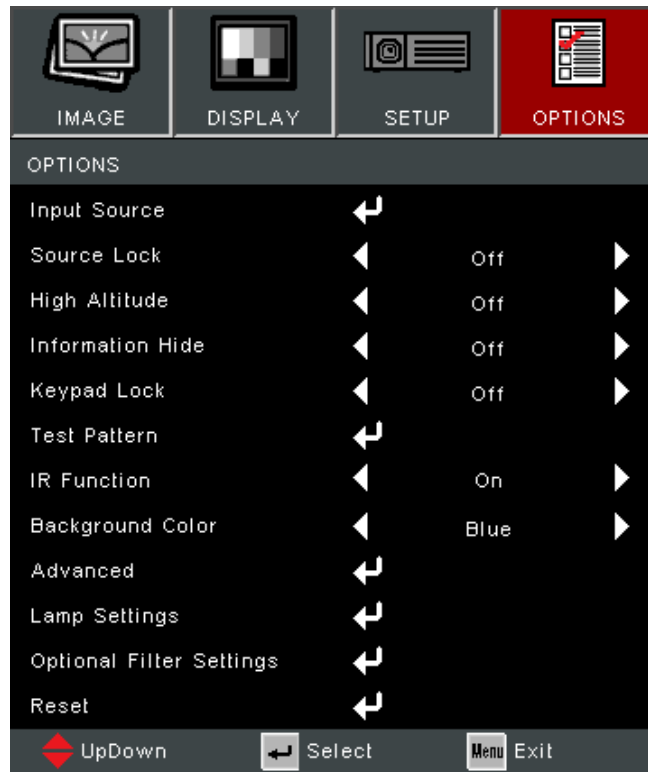 IMAGE DISPLAY SETUP OPTIONS
OPTIONS
Input Source
Source Lock Off
High Altitude Off
Information Hide Off
Keypad Lock Off
Test Pattern
IR Function On
Background Color Blue
Advanced
Lamp Settings
Optional Filter Settings
Reset
UpDown Select Menu Exit